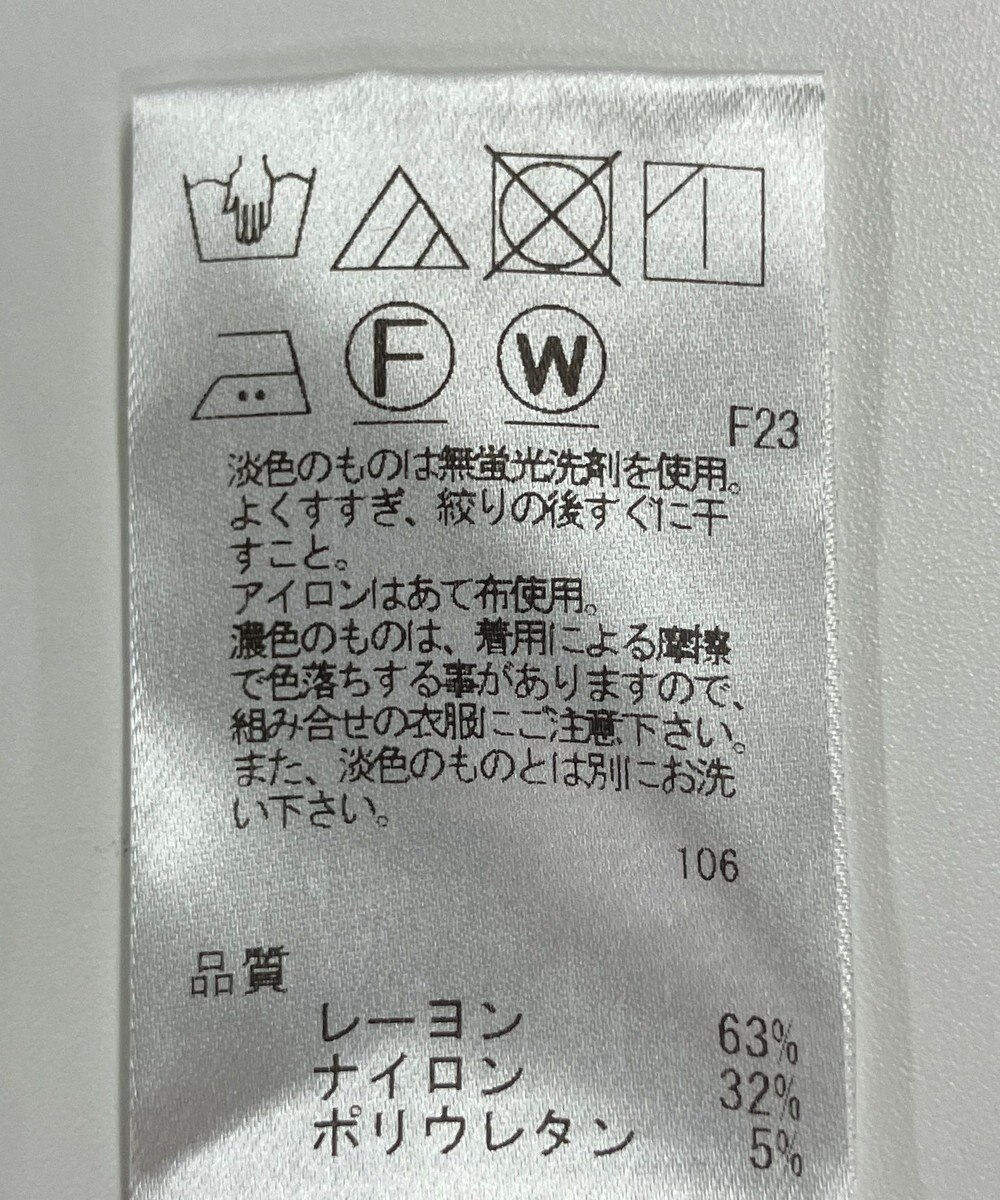 F W
F23
淡色のものは無蛍光洗剤を使用。
よくすすぎ、絞りの後すぐに干
すこと。
アイロンはあて布使用。
濃色のものは、着用による摩擦
で色落ちする事がありますので、
組み合せの衣服にご注意下さい。
また、淡色のものとは別にお洗
い下さい。
106
品質
レーヨン 63%
ナイロン 32%
ポリウレタン 5%